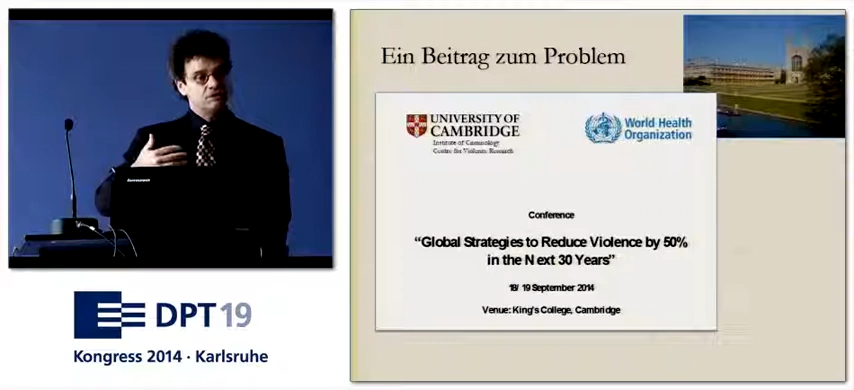 Ein Beitrag zum Problem
UNIVERSITY OF
CAMBRIDGE
Institute of Criminology
Centre for Violence Research
World Health
Organization
Conference
“Global Strategies to Reduce Violence by 50%
in the Next 30 Years”
18/ 19 September 2014
Venue: King's College, Cambridge
lenovo
DPT 19
Kongress 2014 · Karlsruhe